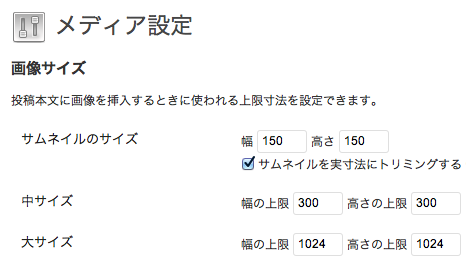 メディア設定
画像サイズ
投稿本文に画像を挿入するときに使われる上限寸法を設定できます。
サムネイルのサイズ 幅 150 高さ 150
サムネイルを実寸法にトリミングする
中サイズ 幅の上限 300 高さの上限 300
大サイズ 幅の上限 1024 高さの上限 1024